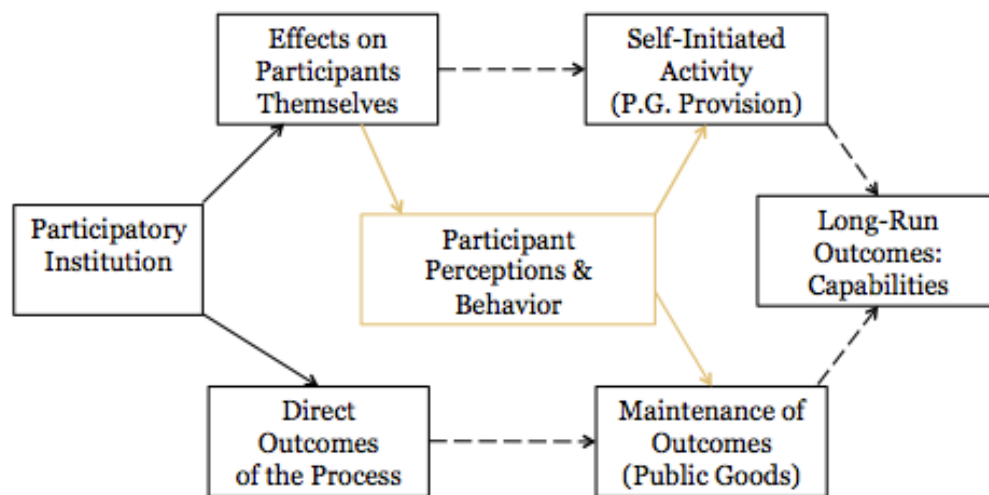 Effects on
Participants
Themselves
Self-Initiated
Activity
(P.G. Provision)
Participatory
Institution
Participant
Perceptions &
Behavior
Long-Run
Outcomes:
Capabilities
Direct
Outcomes
of the Process
Maintenance of
Outcomes
(Public Goods)